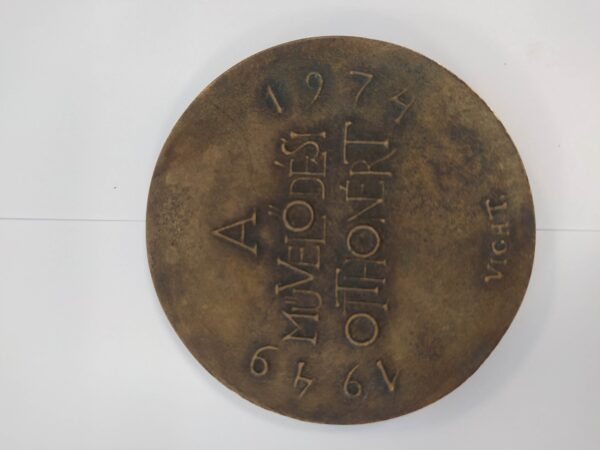 1949
A
MŰVELŐDÉSI
OTTHONÉRT
1974
VIGH T.